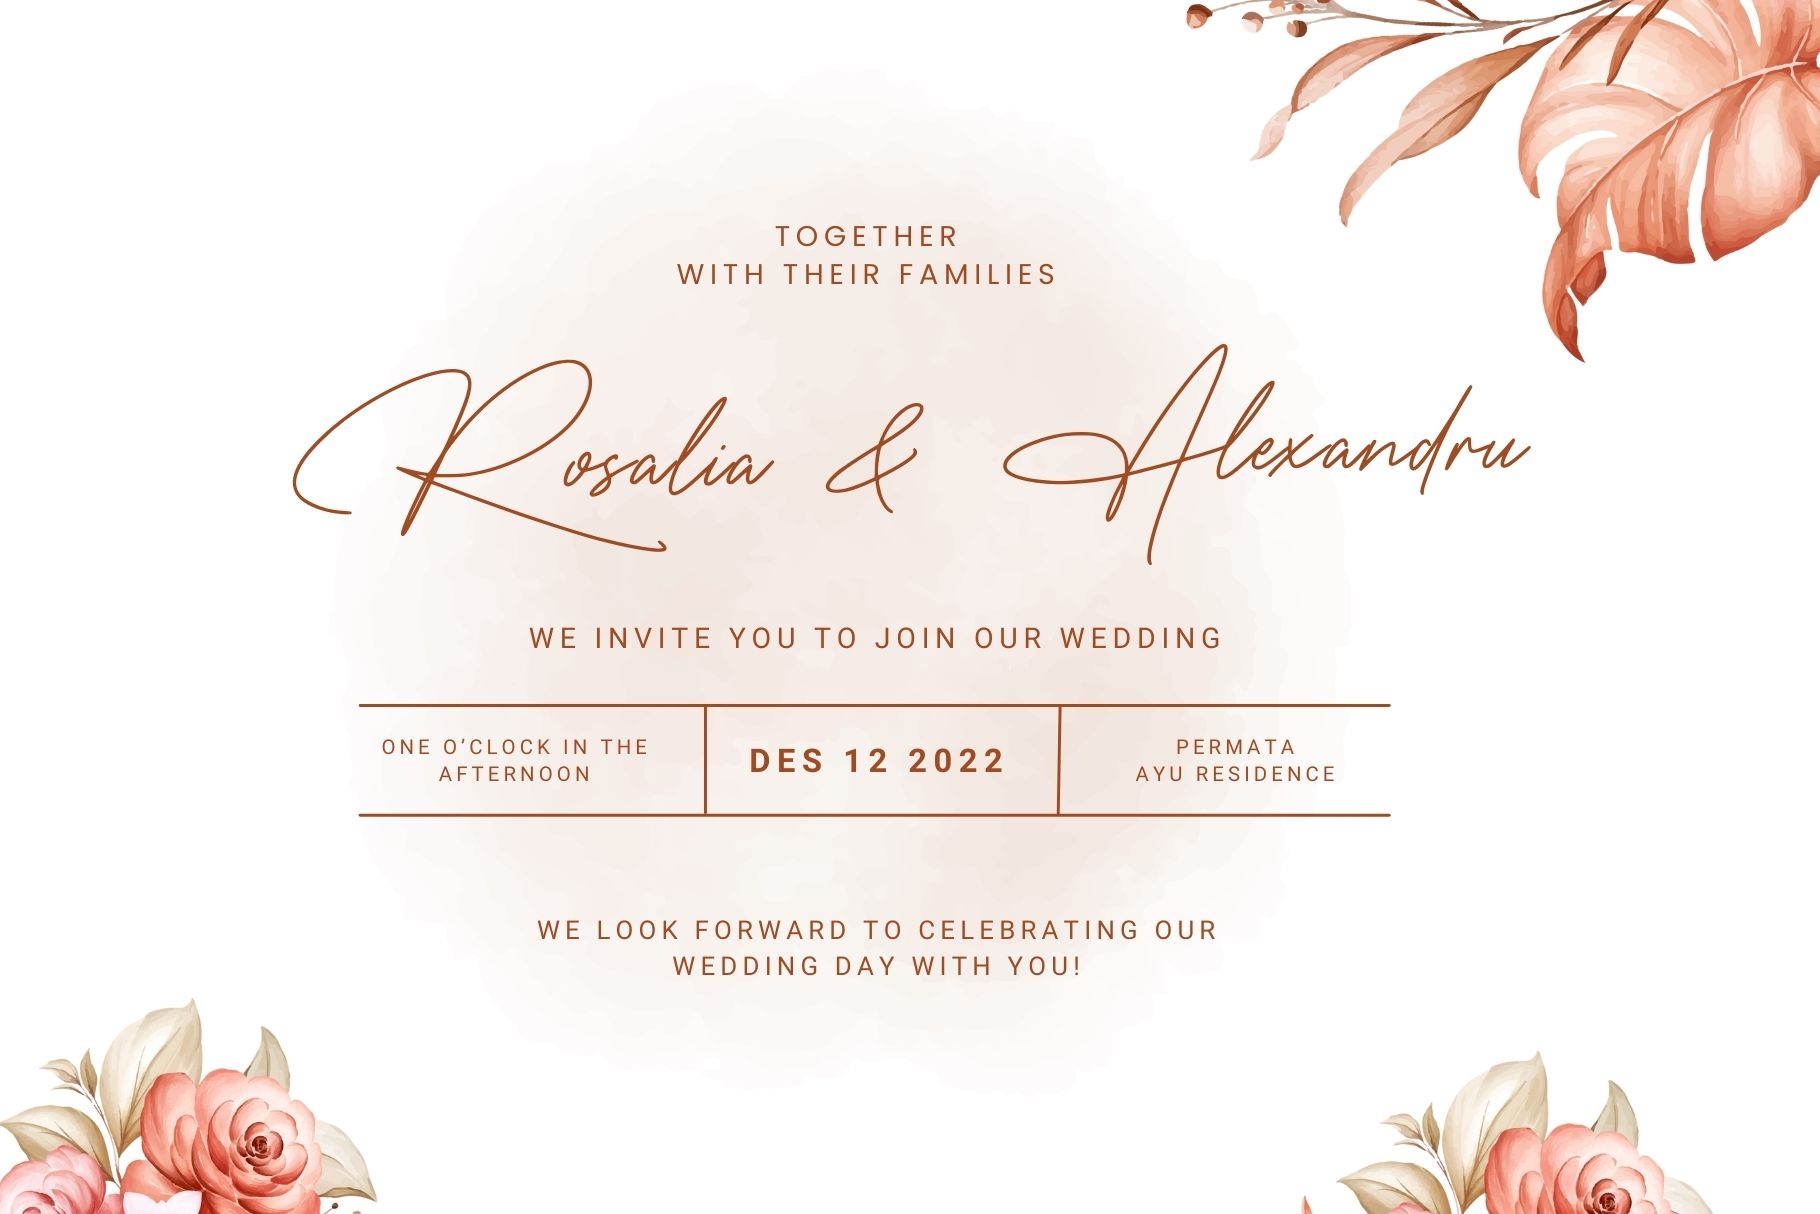 TOGETHER
WITH THEIR FAMILIES
Rosalia & Alexandru
WE INVITE YOU TO JOIN OUR WEDDING
ONE O’CLOCK IN THE
AFTERNOON
DES 12 2022
PERMATA
AYU RESIDENCE
WE LOOK FORWARD TO CELEBRATING OUR
WEDDING DAY WITH YOU!